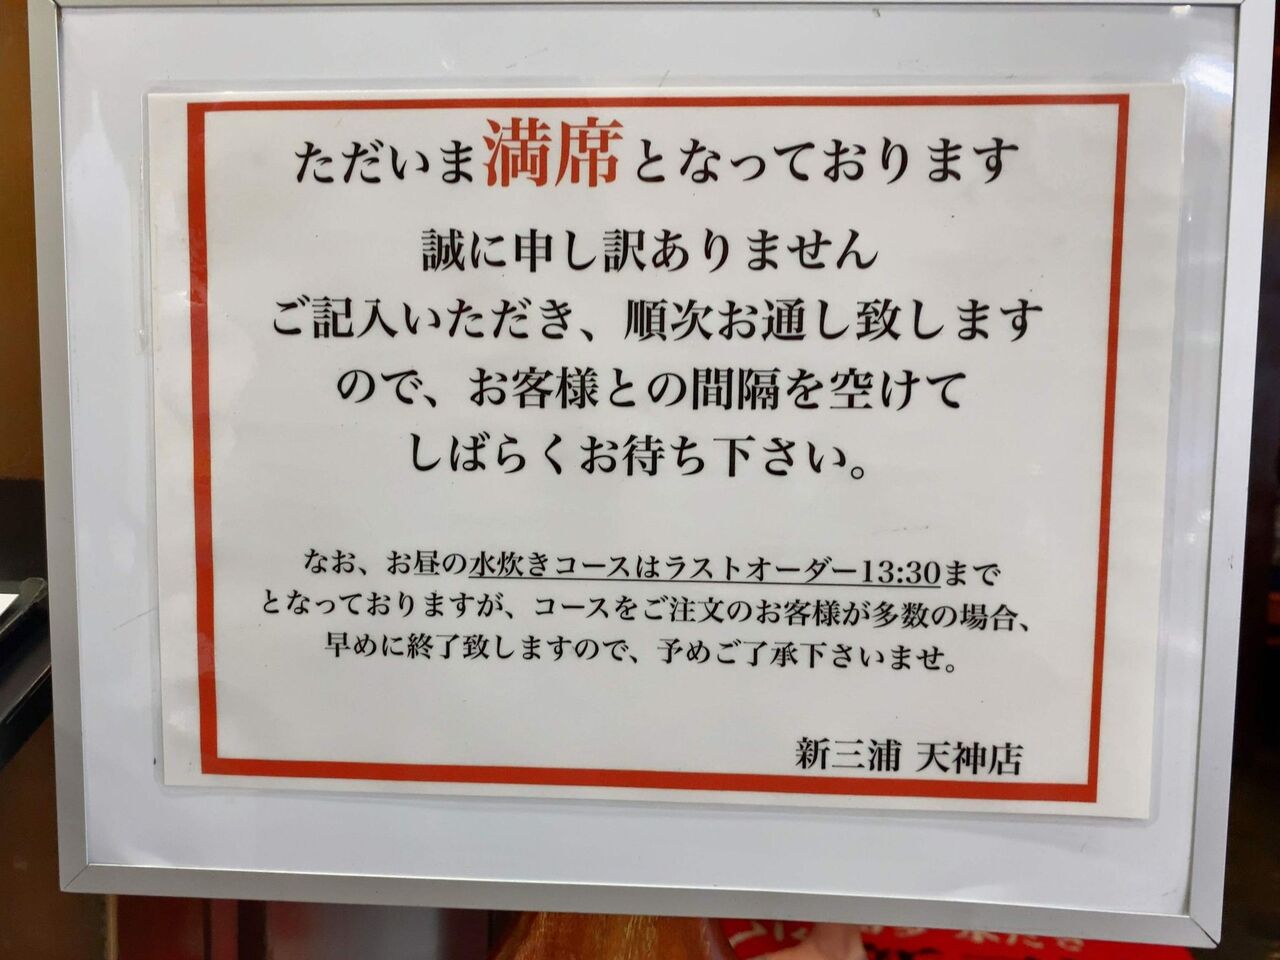 ただいま満席となっております
誠に申し訳ありません
ご記入いただき、順次お通し致します
ので、お客様との間隔を空けて
しばらくお待ち下さい。
なお、お昼の水炊きコースはラストオーダー13:30まで
となっておりますが、コースをご注文のお客様が多数の場合、
早めに終了致しますので、予めご了承下さいませ。
新三浦 天神店